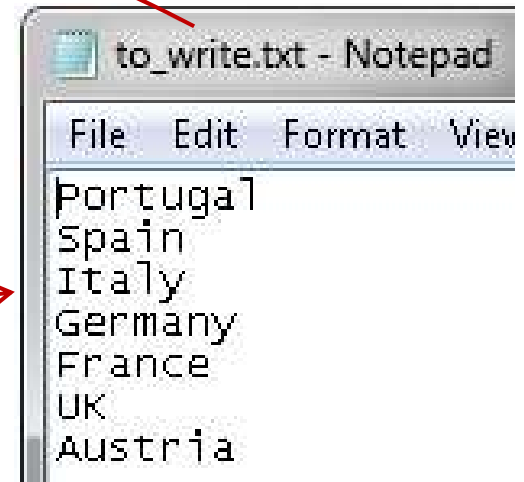 to_write.txt - Notepad
File Edit Format View
Portugal
Spain
Italy
Germany
France
UK
Austria